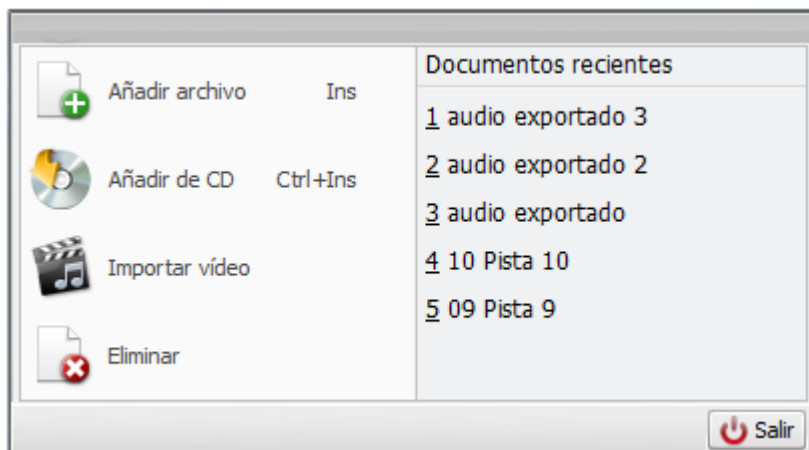 Añadir archivo Ins
Añadir de CD Ctrl+Ins
Importar vídeo
Eliminar
Documentos recientes
1 audio exportado 3
2 audio exportado 2
3 audio exportado
4 10 Pista 10
5 09 Pista 9
Salir